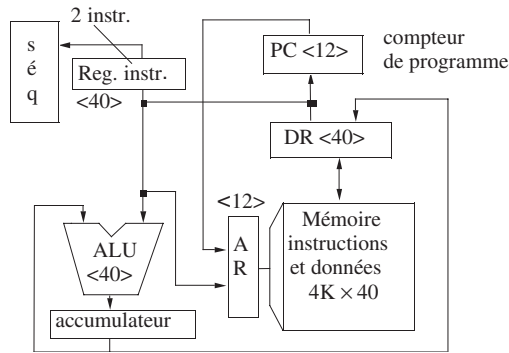 2 instr.
s
é
q
Reg. instr.
<40>
PC <12>
compteur
de programme
DR <40>
<12>
A
R
Mémoire
instructions
et données
4K × 40
ALU
<40>
accumulateur